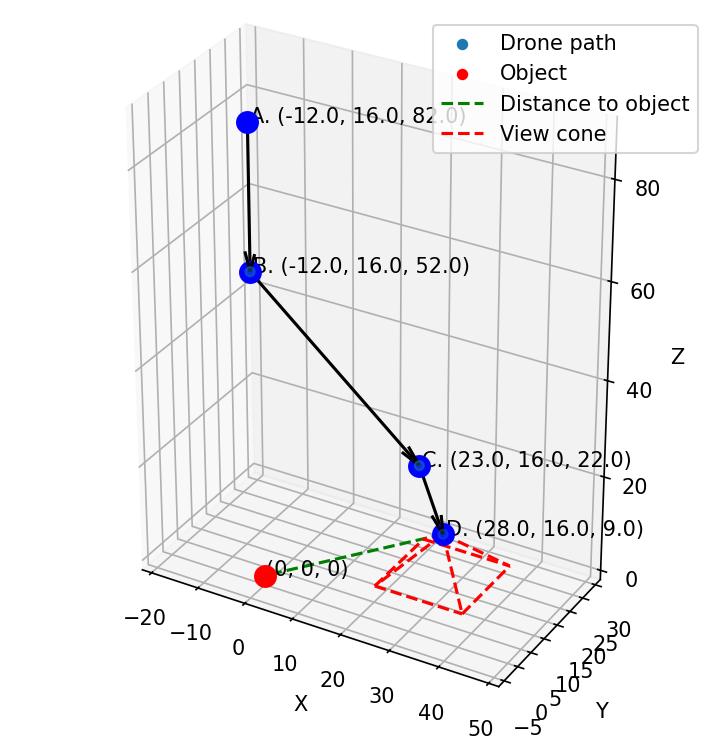 Drone path
Object
Distance to object
View cone
A. (-12.0, 16.0, 82.0)
B. (-12.0, 16.0, 52.0)
C. (23.0, 16.0, 22.0)
D. (28.0, 16.0, 9.0)
(0, 0, 0)
80
60
Z
40
20
0
−20
−10
0
10
20
30
40
50
X
−5
0
5
10
15
20
25
30
Y